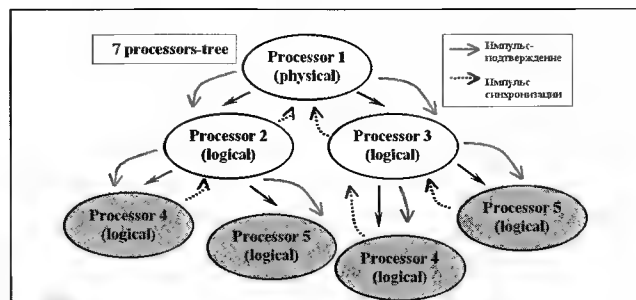 7 processors-tree
Processor 1
(physical)
Импульс-
подтверждение
Импульс
синхронизации
Processor 2
(logical)
Processor 3
(logical)
Processor 4
(logical)
Processor 5
(logical)
Processor 4
(logical)
Processor 5
(logical)